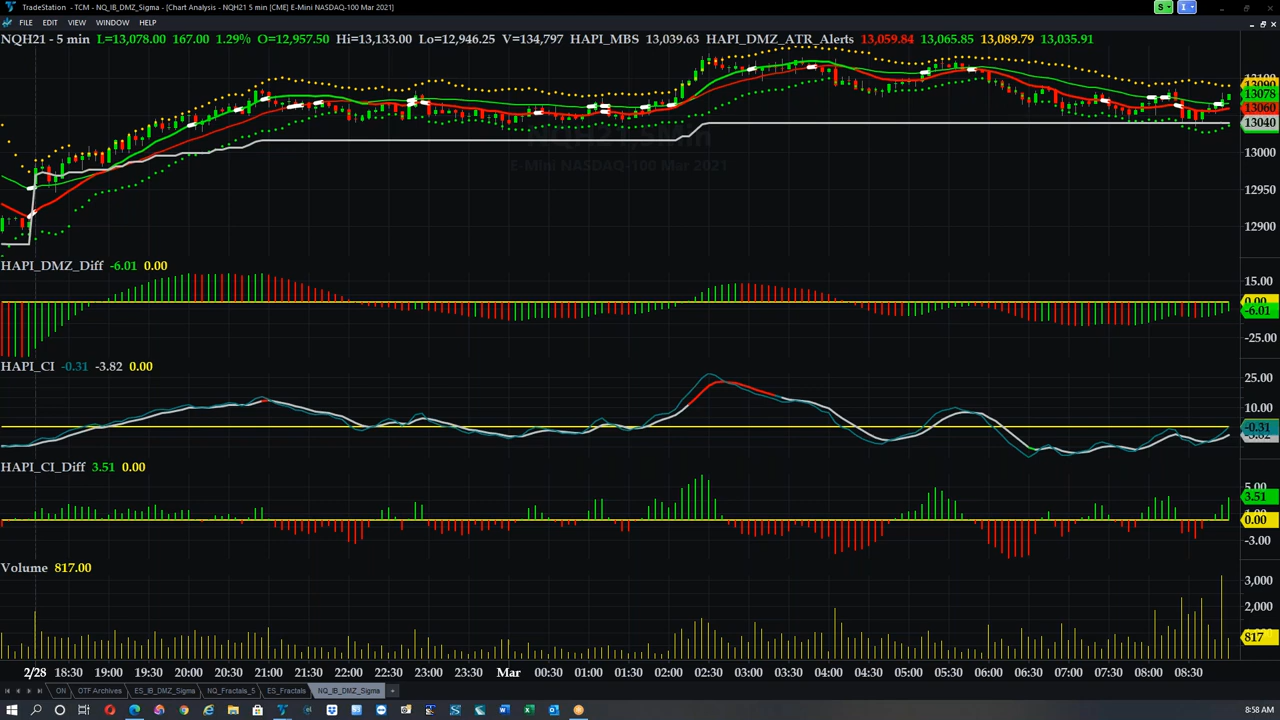 TradeStation - TCM - NQ_IB_DMZ_Sigma - [Chart Analysis - NQH21 5 min [CME] E-Mini NASDAQ-100 Mar 2021]
S
I
FILE EDIT VIEW WINDOW HELP
NQH21 - 5 min L=13,078.00 167.00 1.29% O=12,957.50 Hi=13,133.00 Lo=12,946.25 V=134,797 HAPI_MBS 13,039.63 HAPI_DMZ_ATR_Alerts 13,059.84 13,065.85 13,089.79 13,035.91
13078
13060
13040
E-Mini NASDAQ-100 Mar 2021
13000
12950
12900
HAPI_DMZ_Diff -6.01 0.00
15.00
0.00
-6.01
-25.00
HAPI_CI -0.31 -3.82 0.00
25.00
10.00
-0.31
HAPI_CI_Diff 3.51 0.00
5.00
3.51
0.00
-3.00
Volume 817.00
3,000
2,000
817
2/28 18:30 19:00 19:30 20:00 20:30 21:00 21:30 22:00 22:30 23:00 23:30 Mar 00:30 01:00 01:30 02:00 02:30 03:00 03:30 04:00 04:30 05:00 05:30 06:00 06:30 07:00 07:30 08:00 08:30
ON OTF Archives ES_IB_DMZ_Sigma NQ_Fractals_5 ES_Fractals NQ_IB_DMZ_Sigma +
8:58 AM